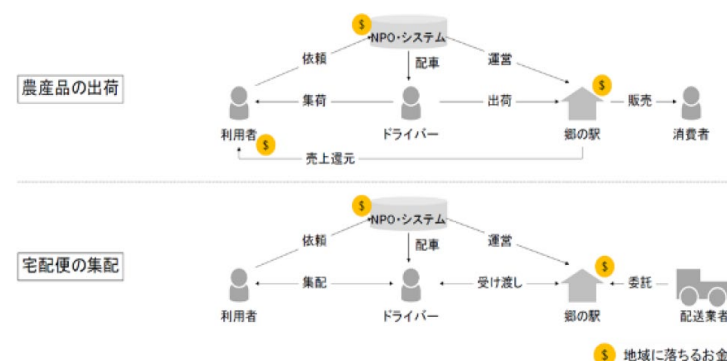 $ NPO・システム
依頼 配車 運営
農産品の出荷
集荷 出荷 $ 販売
利用者 ドライバー 郷の駅 消費者
$ 売上還元
$ NPO・システム
依頼 配車 運営
宅配便の集配
集配 受け渡し $ 委託
利用者 ドライバー 郷の駅 配送業者
$ 地域に落ちるお金